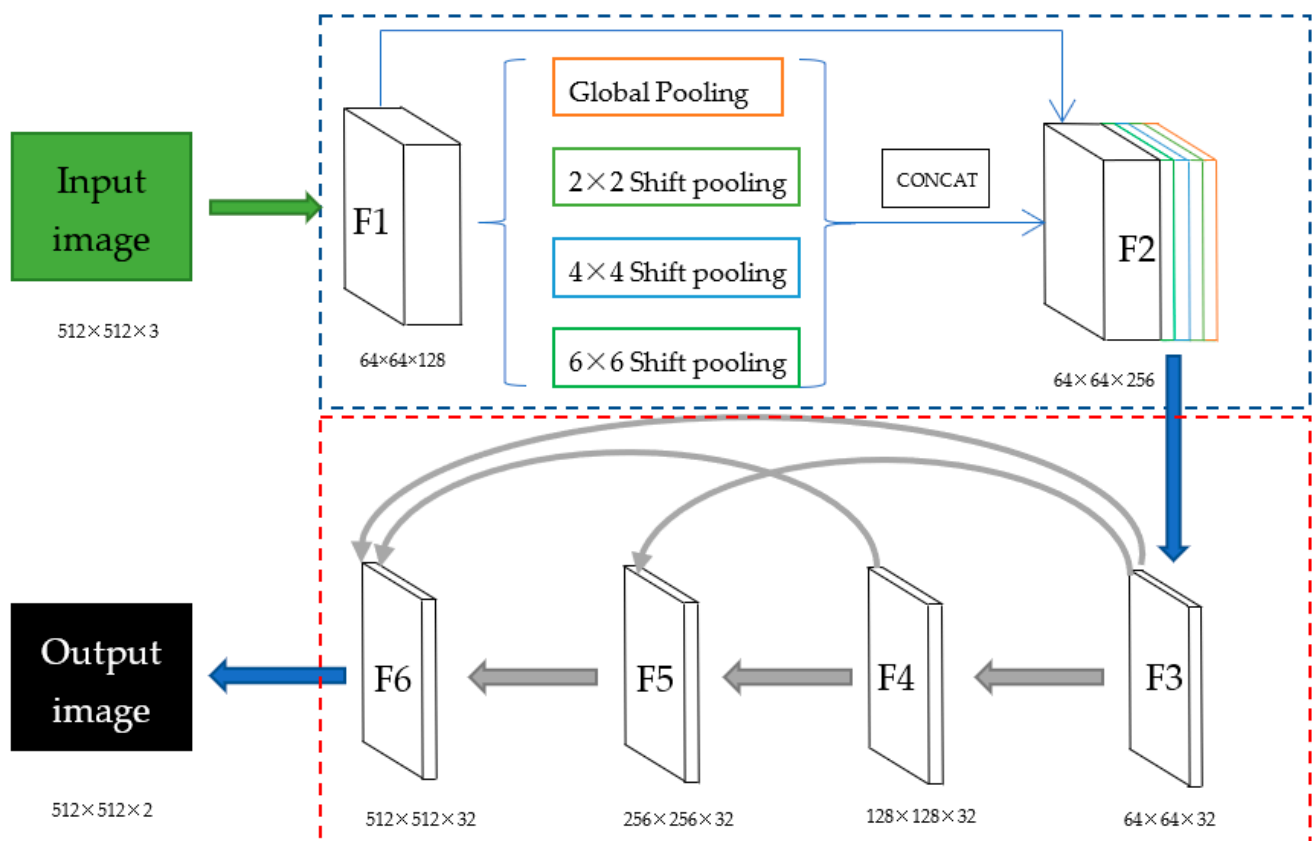 Input
image
512×512×3
F1
64×64×128
Global Pooling
2×2 Shift pooling
4×4 Shift pooling
6×6 Shift pooling
CONCAT
F2
64×64×256
Output
image
512×512×2
F6
512×512×32
F5
256×256×32
F4
128×128×32
F3
64×64×32